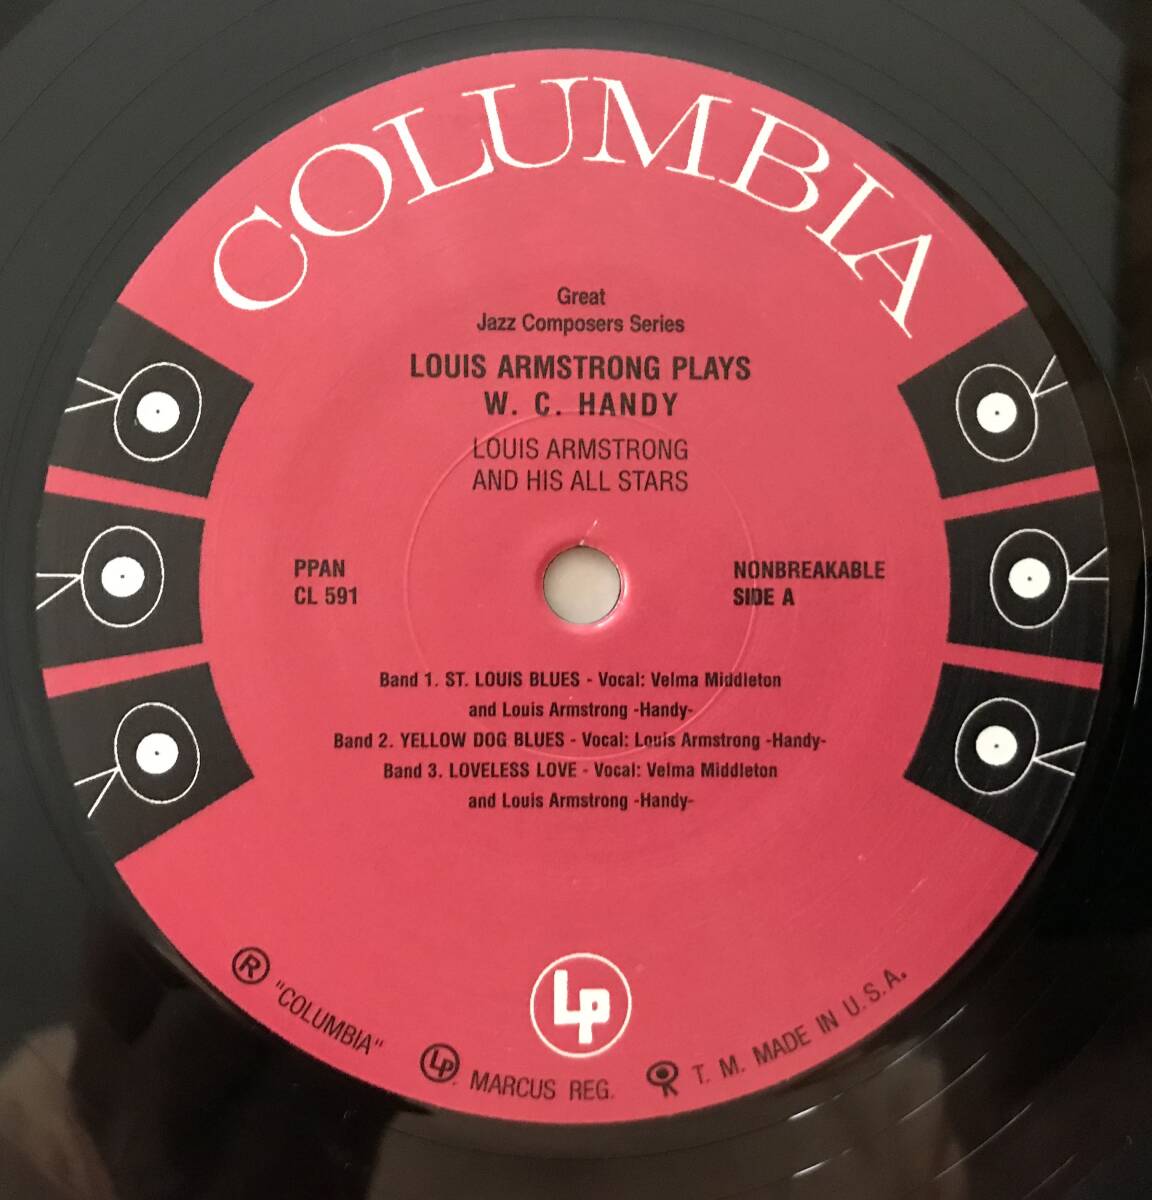 COLUMBIA
Great
Jazz Composers Series
LOUIS ARMSTRONG PLAYS
W. C. HANDY
LOUIS ARMSTRONG
AND HIS ALL STARS
PPAN
CL 591
NONBREAKABLE
SIDE A
Band 1. ST. LOUIS BLUES - Vocal: Velma Middleton
and Louis Armstrong -Handy-
Band 2. YELLOW DOG BLUES - Vocal: Louis Armstrong -Handy-
Band 3. LOVELESS LOVE - Vocal: Velma Middleton
and Louis Armstrong -Handy-
LP
® "COLUMBIA" LP. MARCUS REG. T. M. MADE IN U.S.A.